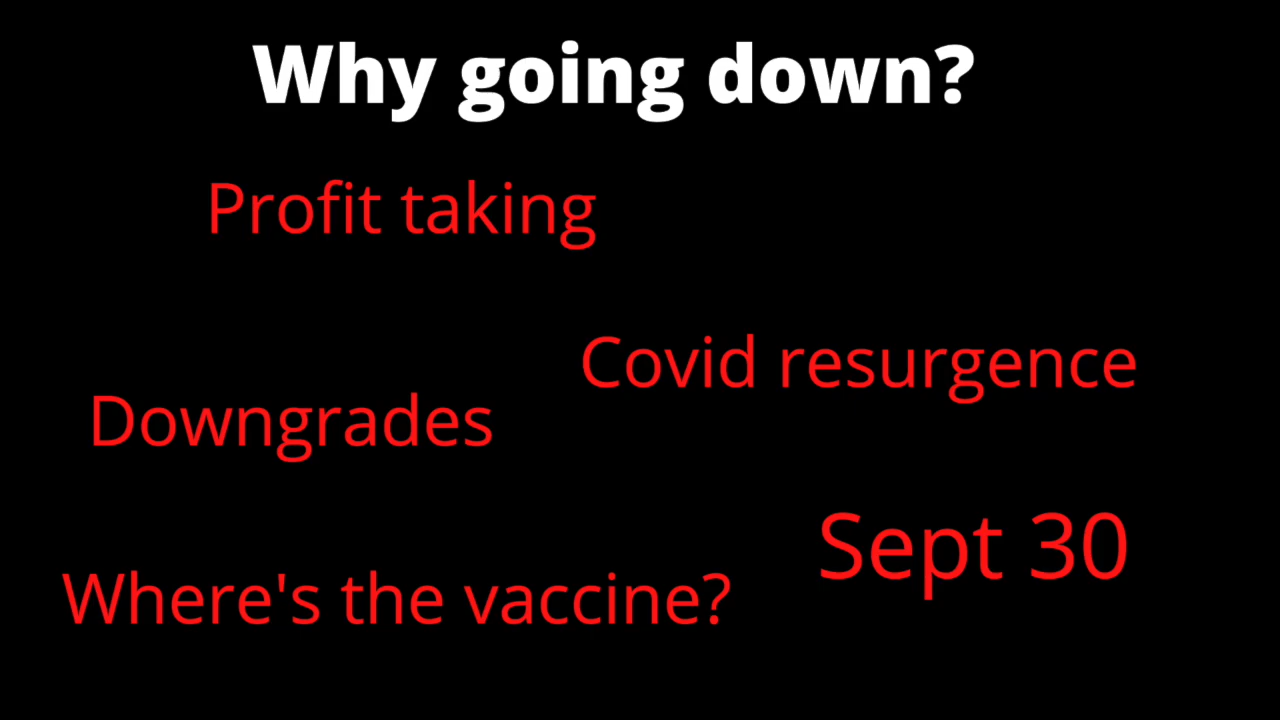 Why going down?
Profit taking
Covid resurgence
Downgrades
Sept 30
Where's the vaccine?